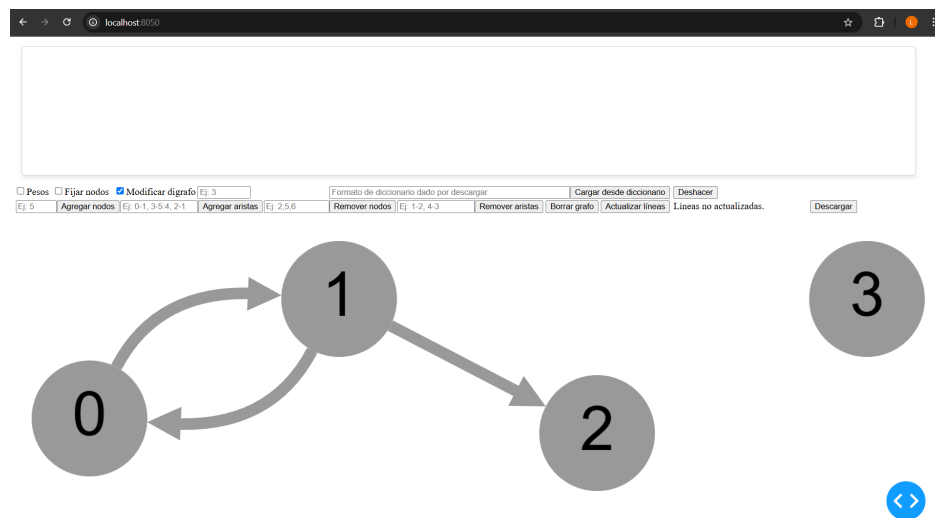 localhost:8050
Pesos Fijar nodos Modificar digrafo Ej: 3 Formato de diccionario dado por descargar. Cargar desde diccionario Deshacer
Ej: 5 Agregar nodos Ej: 0-1, 3-5:4, 2-1 Agregar aristas Ej: 2,5,6 Remover nodos Ej: 1-2, 4-3 Remover aristas Borrar grafo Actualizar líneas Líneas no actualizadas. Descargar
1
3
0
2